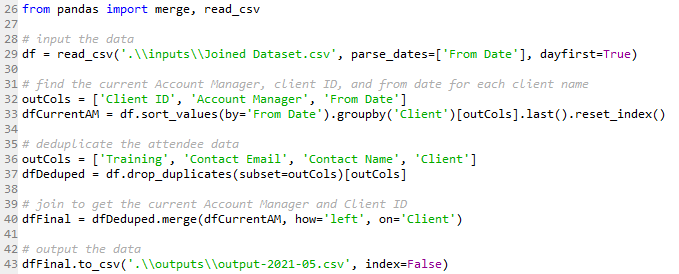 26 from pandas import merge, read_csv
27
28 # input the data
29 df = read_csv('.\\inputs\\Joined Dataset.csv', parse_dates=['From Date'], dayfirst=True)
30
31 # find the current Account Manager, client ID, and from date for each client name
32 outCols = ['Client ID', 'Account Manager', 'From Date']
33 dfCurrentAM = df.sort_values(by='From Date').groupby('Client')[outCols].last().reset_index()
34
35 # deduplicate the attendee data
36 outCols = ['Training', 'Contact Email', 'Contact Name', 'Client']
37 dfDeduped = df.drop_duplicates(subset=outCols)[outCols]
38
39 # join to get the current Account Manager and Client ID
40 dfFinal = dfDeduped.merge(dfCurrentAM, how='left', on='Client')
41
42 # output the data
43 dfFinal.to_csv('.\\outputs\\output-2021-05.csv', index=False)